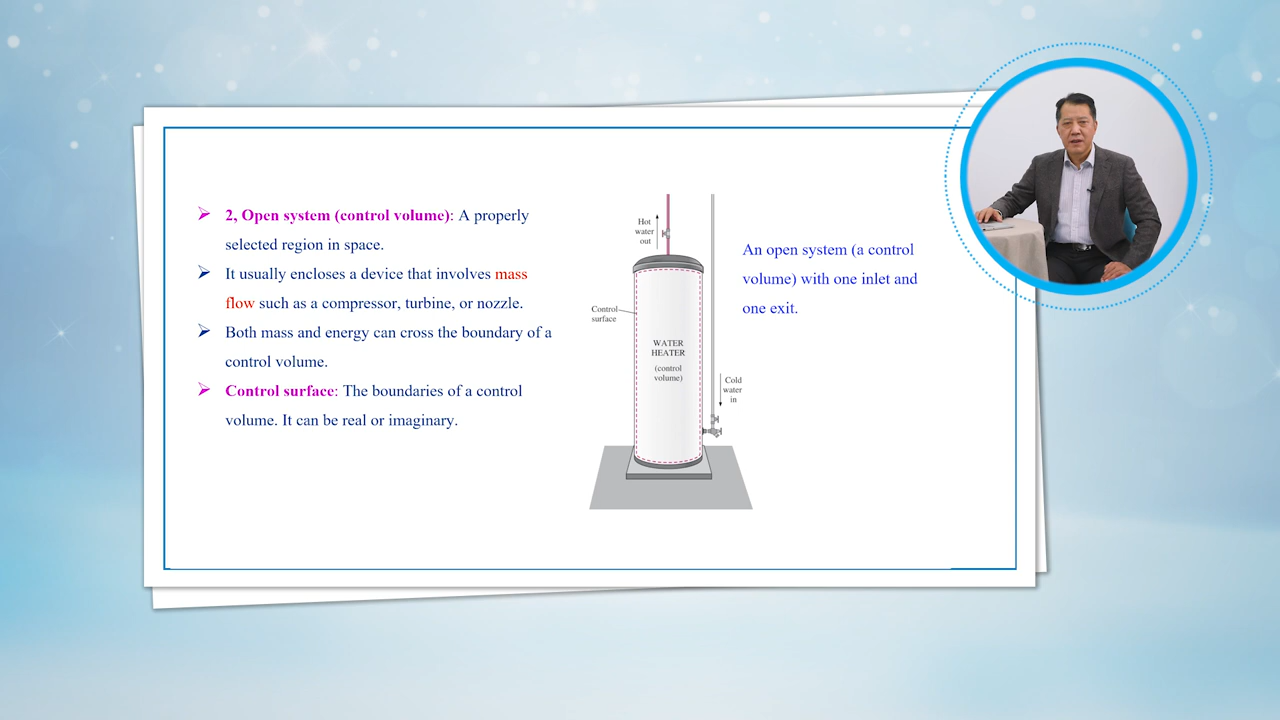 2, Open system (control volume): A properly
selected region in space.
It usually encloses a device that involves mass
flow such as a compressor, turbine, or nozzle.
Both mass and energy can cross the boundary of a
control volume.
Control surface: The boundaries of a control
volume. It can be real or imaginary.
Hot
water
out
Control
surface
WATER
HEATER
(control
volume)
Cold
water
in
An open system (a control
volume) with one inlet and
one exit.